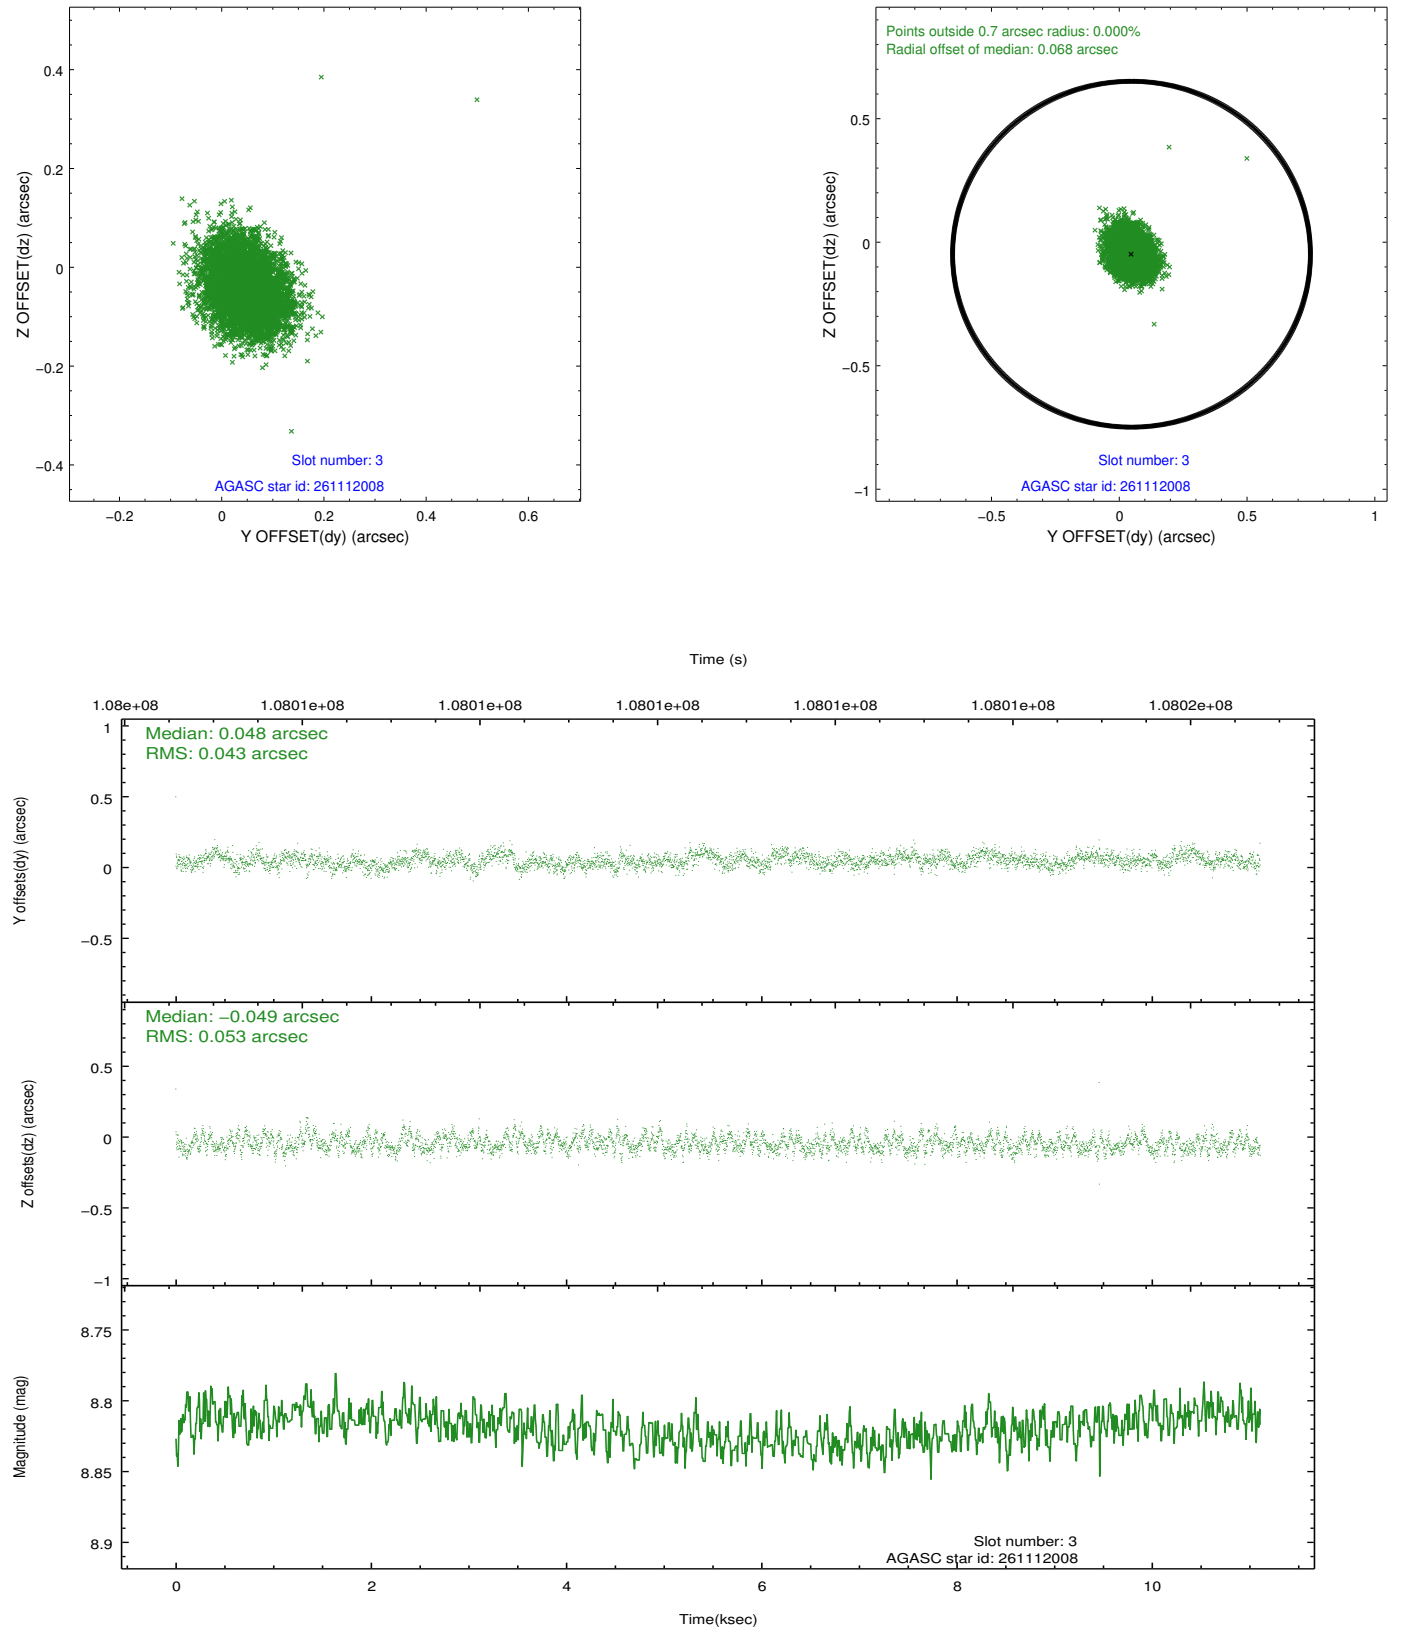 0.4
0.2
0
−0.2
−0.4
Z OFFSET(dz) (arcsec)
−0.2
0
0.2
0.4
0.6
Y OFFSET(dy) (arcsec)
Slot number: 3
AGASC star id: 261112008
Points outside 0.7 arcsec radius: 0.000%
Radial offset of median: 0.068 arcsec
0.5
0
−0.5
−1
Z OFFSET(dz) (arcsec)
−0.5
0
0.5
1
Y OFFSET(dy) (arcsec)
Slot number: 3
AGASC star id: 261112008
Time (s)
1.08e+08
1.0801e+08
1.0801e+08
1.0801e+08
1.0801e+08
1.0801e+08
1.0802e+08
Median: 0.048 arcsec
RMS: 0.043 arcsec
1
0.5
0
−0.5
Y offsets(dy) (arcsec)
Median: −0.049 arcsec
RMS: 0.053 arcsec
0.5
0
−0.5
−1
Z offsets(dz) (arcsec)
8.75
8.8
8.85
8.9
Magnitude (mag)
Slot number: 3
AGASC star id: 261112008
0
2
4
6
8
10
Time(ksec)